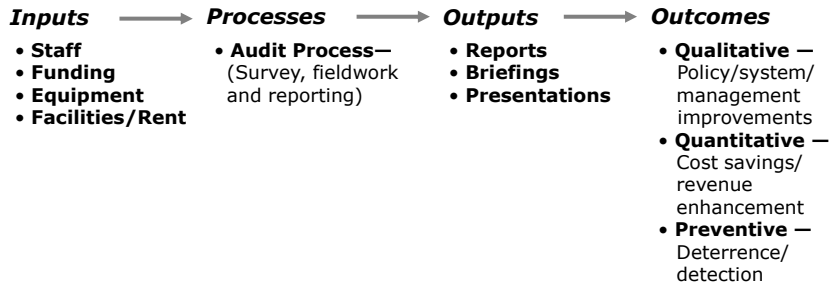 Inputs
• Staff
• Funding
• Equipment
• Facilities/Rent
Processes
• Audit Process—
(Survey, fieldwork
and reporting)
Outputs
• Reports
• Briefings
• Presentations
Outcomes
• Qualitative —
Policy/system/
management
improvements
• Quantitative —
Cost savings/
revenue
enhancement
• Preventive —
Deterrence/
detection